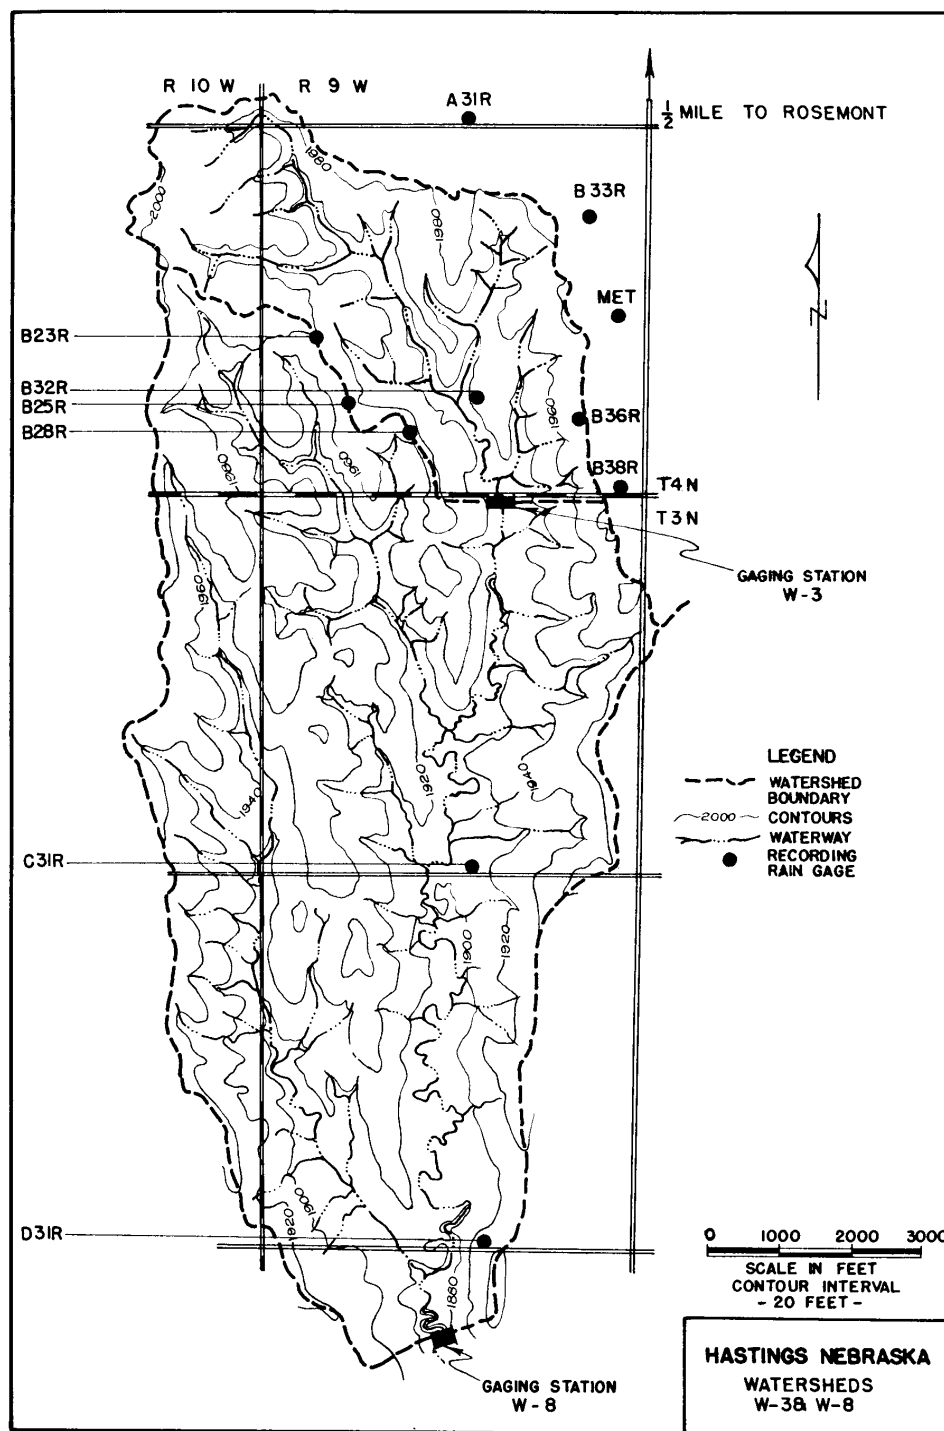 R 10 W
R 9 W
A31R
½ MILE TO ROSEMONT
1980
2000
B33R
1980
MET
B23R
B32R
B25R
B28R
B36R
1960
1960
1960
B38R
T4N
T3N
GAGING STATION
W-3
1960
LEGEND
WATERSHED
BOUNDARY
2000 CONTOURS
WATERWAY
RECORDING
RAIN GAGE
1940
1920
1940
C31R
1900
1920
D31R
1900
1920
1880
0 1000 2000 3000
SCALE IN FEET
CONTOUR INTERVAL
- 20 FEET -
GAGING STATION
W-8
HASTINGS NEBRASKA
WATERSHEDS
W-3& W-8
N